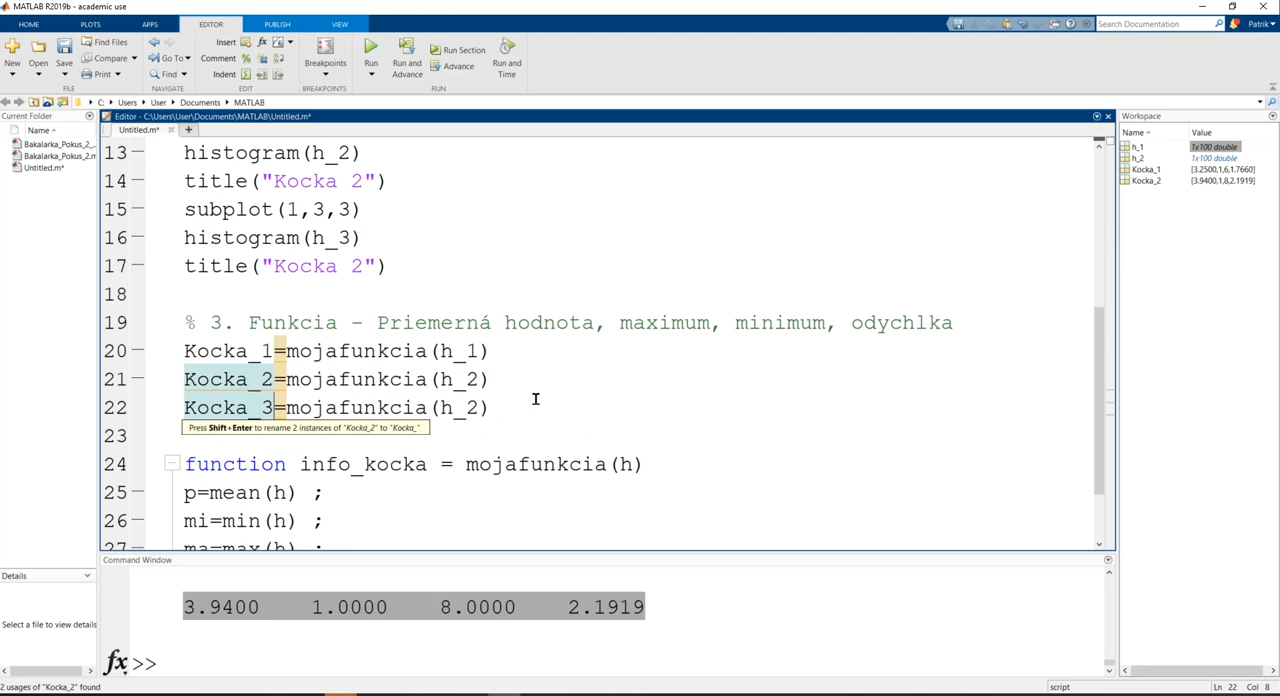 MATLAB R2019b - academic use
HOME PLOTS APPS EDITOR PUBLISH VIEW Search Documentation Patrik
New Open Save Find Files Compare Print Go To Find Insert fx Comment Indent Breakpoints Run Run and Advance Run Section Advance Run and Time
FILE NAVIGATE EDIT BREAKPOINTS RUN
C: Users User Documents MATLAB
Current Folder
Name
Bakalarka_Pokus_2_...
Bakalarka_Pokus_2.m
Untitled.m*
Editor - C:\Users\User\Documents\MATLAB\Untitled.m*
Untitled.m*
13 histogram(h_2)
14 title("Kocka 2")
15 subplot(1,3,3)
16 histogram(h_3)
17 title("Kocka 2")
18
19 % 3. Funkcia - Priemerná hodnota, maximum, minimum, odychlka
20 Kocka_1=mojafunkcia(h_1)
21 Kocka_2=mojafunkcia(h_2)
22 Kocka_3=mojafunkcia(h_2)
Press Shift+Enter to rename 2 instances of "Kocka_2" to "Kocka_"
23
24 function info_kocka = mojafunkcia(h)
25 p=mean(h) ;
26 mi=min(h) ;
27 ma=max(h) ;
Workspace
Name Value
h_1 1x100 double
h_2 1x100 double
Kocka_1 [3.2500,1,6,1.7660]
Kocka_2 [3.9400,1,8,2.1919]
Details
Select a file to view details
Command Window
3.9400 1.0000 8.0000 2.1919
fx >>
2 usages of "Kocka_2" found
script
Ln 22 Col 8